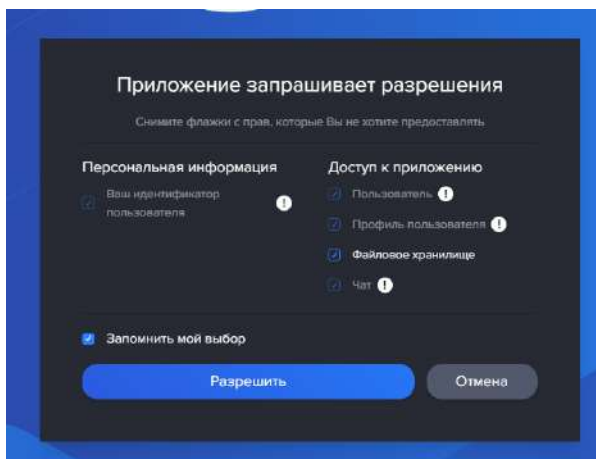 Приложение запрашивает разрешения
Снимите флажки с прав, которые Вы не хотите предоставлять
Персональная информация
Ваш идентификатор
пользователя
Доступ к приложению
Пользователь
Профиль пользователя
Файловое хранилище
Чат
Запомнить мой выбор
Разрешить
Отмена